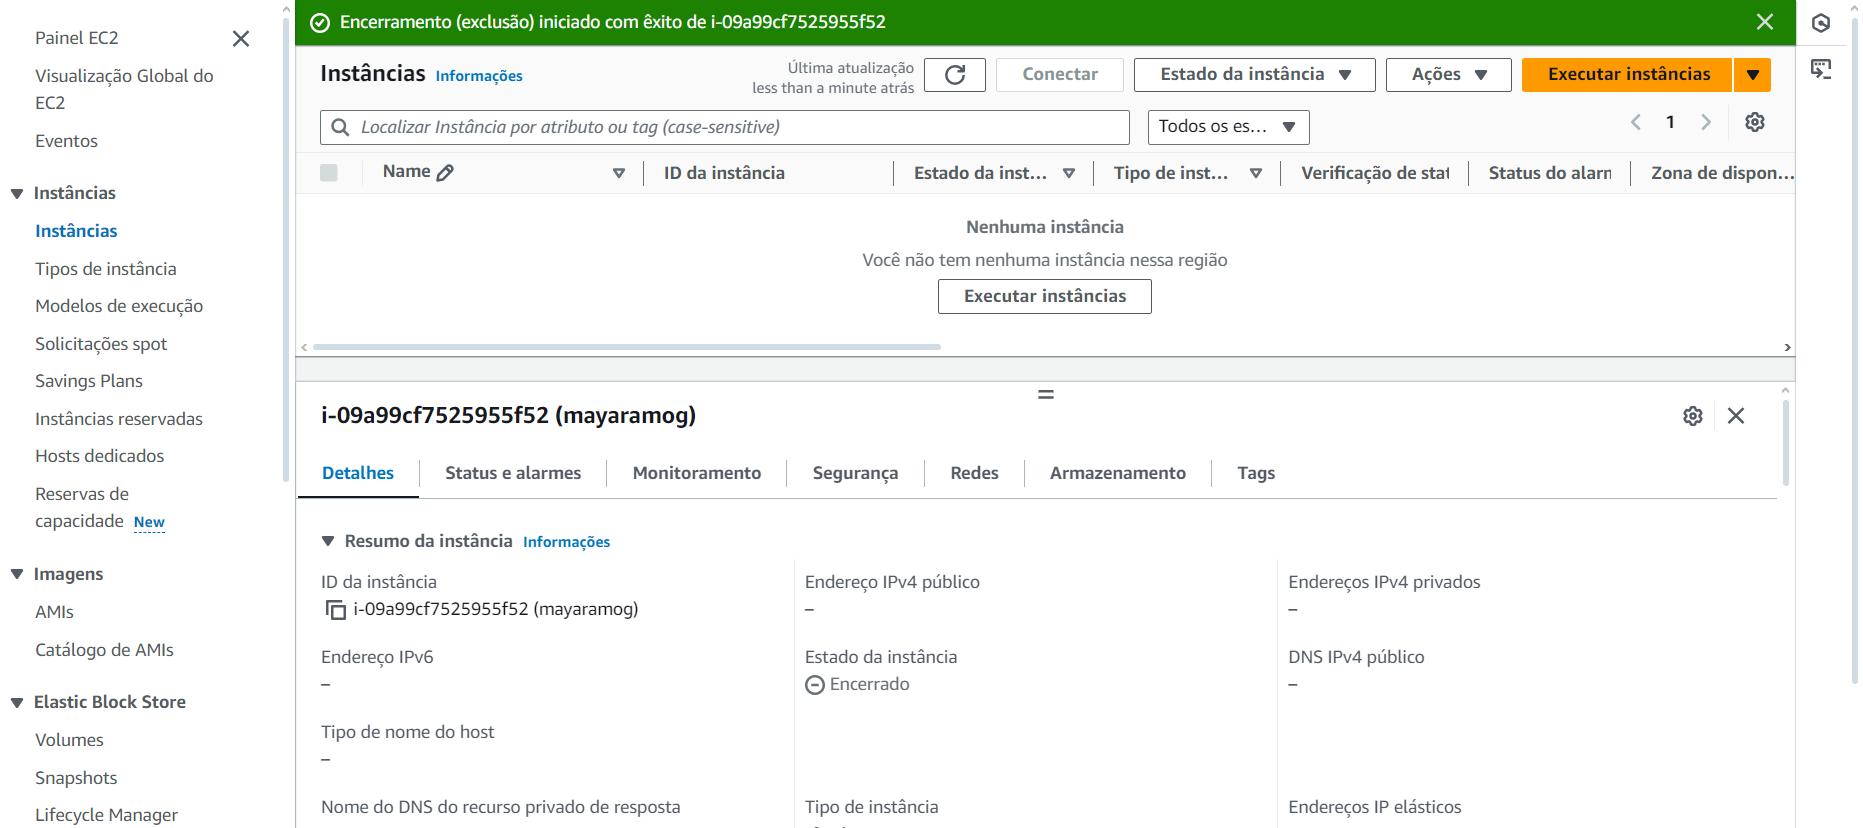 Painel EC2
Visualização Global do
EC2
Eventos
Instâncias
Instâncias
Tipos de instância
Modelos de execução
Solicitações spot
Savings Plans
Instâncias reservadas
Hosts dedicados
Reservas de
capacidade New
Imagens
AMIs
Catálogo de AMIs
Elastic Block Store
Volumes
Snapshots
Lifecycle Manager
Encerramento (exclusão) iniciado com êxito de i-09a99cf7525955f52
Instâncias Informações
Última atualização
less than a minute atrás
Conectar
Estado da instância
Ações
Executar instâncias
Localizar Instância por atributo ou tag (case-sensitive)
Todos os es...
1
Name ID da instância Estado da inst... Tipo de inst... Verificação de stat Status do alarm Zona de dispon...
Nenhuma instância
Você não tem nenhuma instância nessa região
Executar instâncias
i-09a99cf7525955f52 (mayaramog)
Detalhes Status e alarmes Monitoramento Segurança Redes Armazenamento Tags
Resumo da instância Informações
ID da instância
i-09a99cf7525955f52 (mayaramog)
Endereço IPv4 público
–
Endereços IPv4 privados
–
Endereço IPv6
–
Estado da instância
Encerrado
DNS IPv4 público
–
Tipo de nome do host
–
Nome do DNS do recurso privado de resposta
Tipo de instância
Endereços IP elásticos